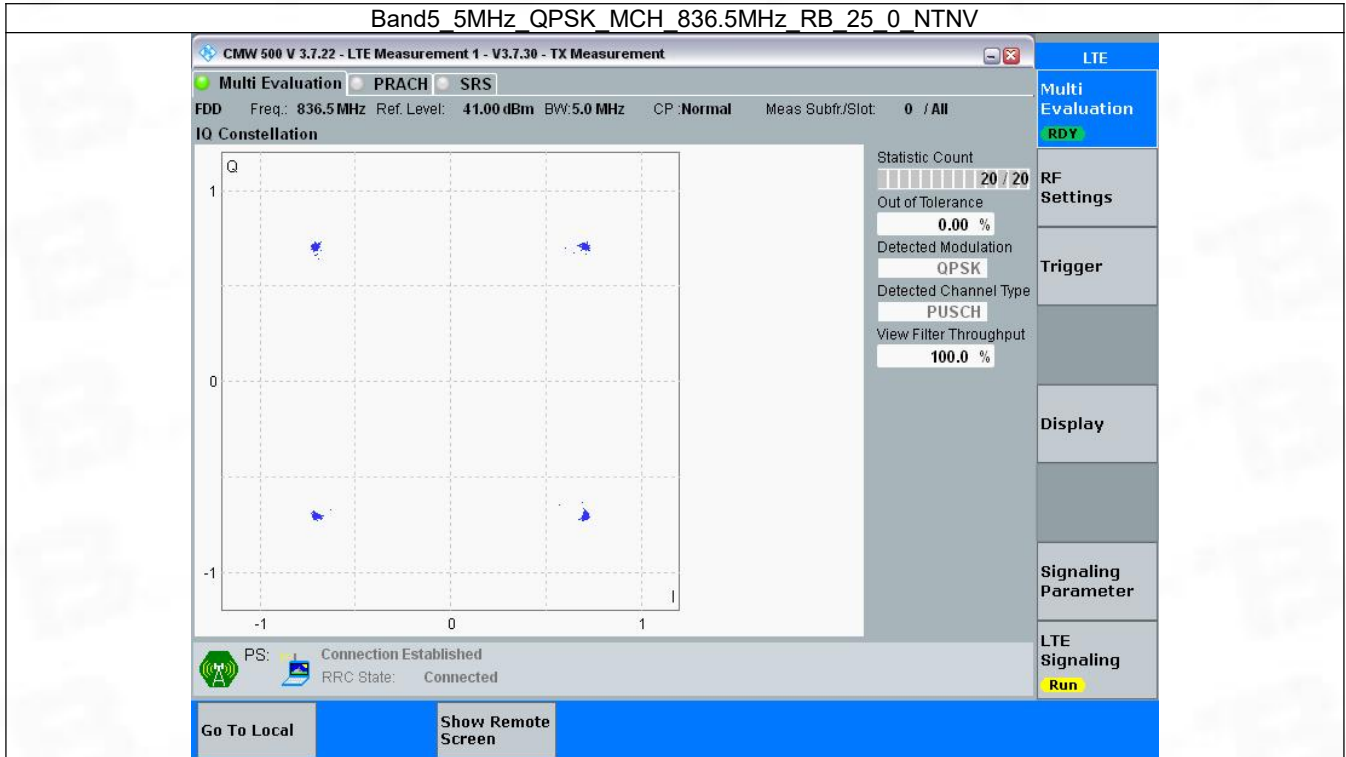 Band5_5MHz_QPSK_MCH_836.5MHz_RB_25_0_NTNV
CMW 500 V 3.7.22 - LTE Measurement 1 - V3.7.30 - TX Measurement
LTE
Multi Evaluation PRACH SRS
Multi
Evaluation
RDY
FDD Freq.: 836.5 MHz Ref. Level: 41.00 dBm BW:5.0 MHz CP :Normal Meas Subfr./Slot: 0 / All
IQ Constellation
Q
1
0
-1
I
-1 0 1
Statistic Count
20 / 20
Out of Tolerance
0.00 %
Detected Modulation
QPSK
Detected Channel Type
PUSCH
View Filter Throughput
100.0 %
RF
Settings
Trigger
Display
Signaling
Parameter
LTE
Signaling
Run
PS: Connection Established
RRC State: Connected
Go To Local
Show Remote
Screen